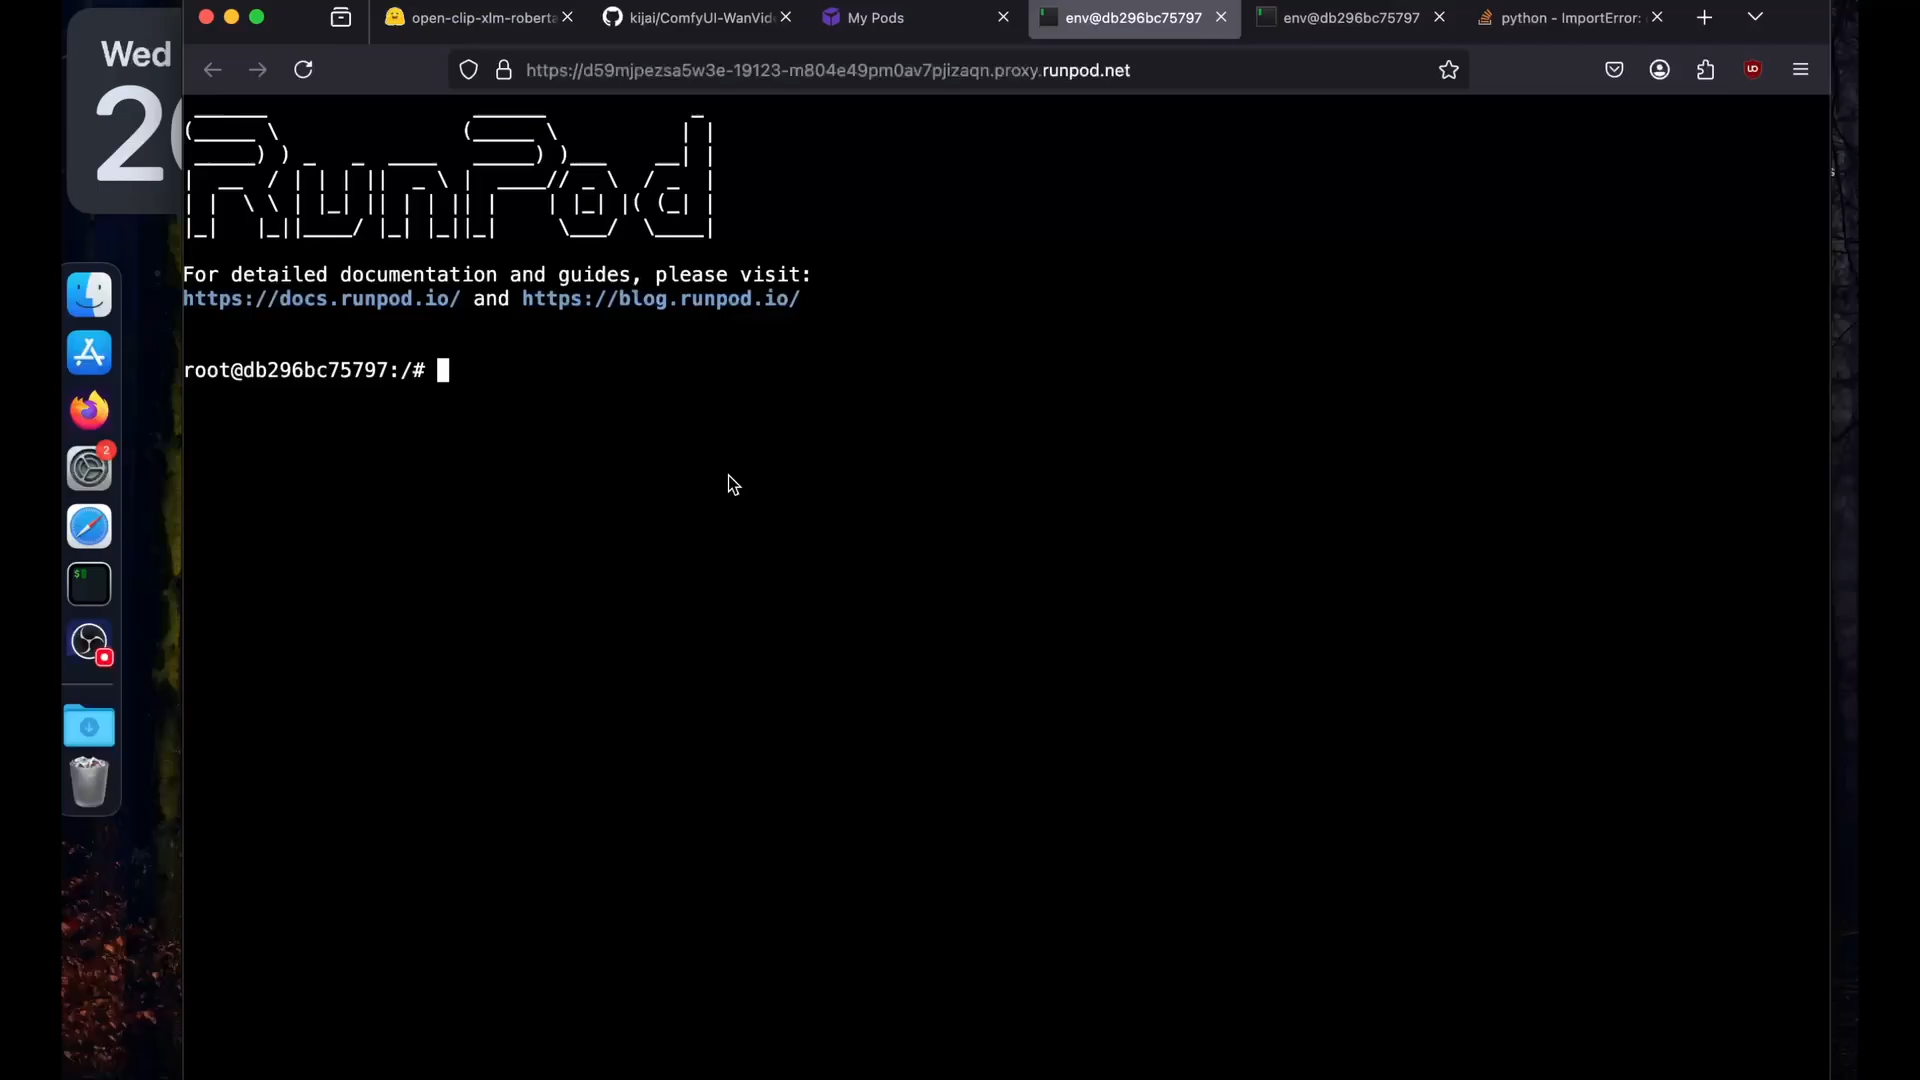 Wed
open-clip-xlm-roberta
kijai/ComfyUI-WanVid
My Pods
env@db296bc75797
env@db296bc75797
python - ImportError:
https://d59mjpezsa5w3e-19123-m804e49pm0av7pjizaqn.proxy.runpod.net
RunPod
For detailed documentation and guides, please visit:
https://docs.runpod.io/ and https://blog.runpod.io/
root@db296bc75797:/#
2
$